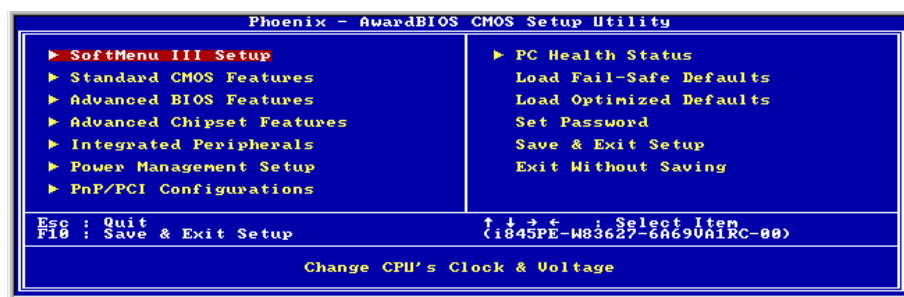 Phoenix - AwardBIOS CMOS Setup Utility
► SoftMenu III Setup
► Standard CMOS Features
► Advanced BIOS Features
► Advanced Chipset Features
► Integrated Peripherals
► Power Management Setup
► PnP/PCI Configurations
► PC Health Status
Load Fail-Safe Defaults
Load Optimized Defaults
Set Password
Save & Exit Setup
Exit Without Saving
Esc : Quit
F10 : Save & Exit Setup
↑ ↓ → ← : Select Item
(i845PE-W83627-6A69VA1RC-00)
Change CPU's Clock & Voltage